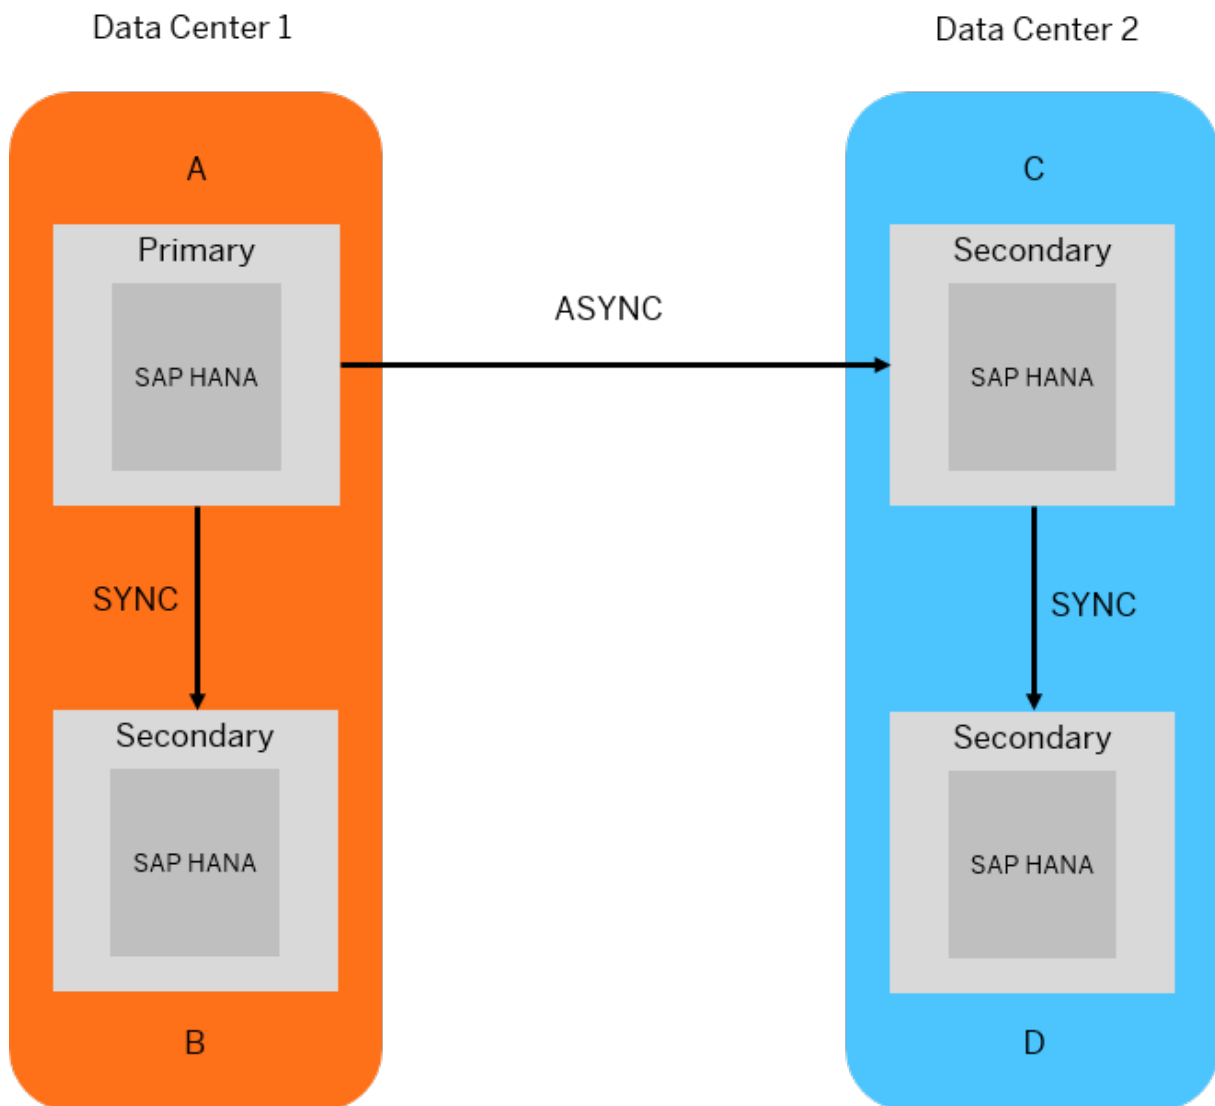 Data Center 1
Data Center 2
A
Primary
SAP HANA
SYNC
Secondary
SAP HANA
B
ASYNC
C
Secondary
SAP HANA
SYNC
Secondary
SAP HANA
D